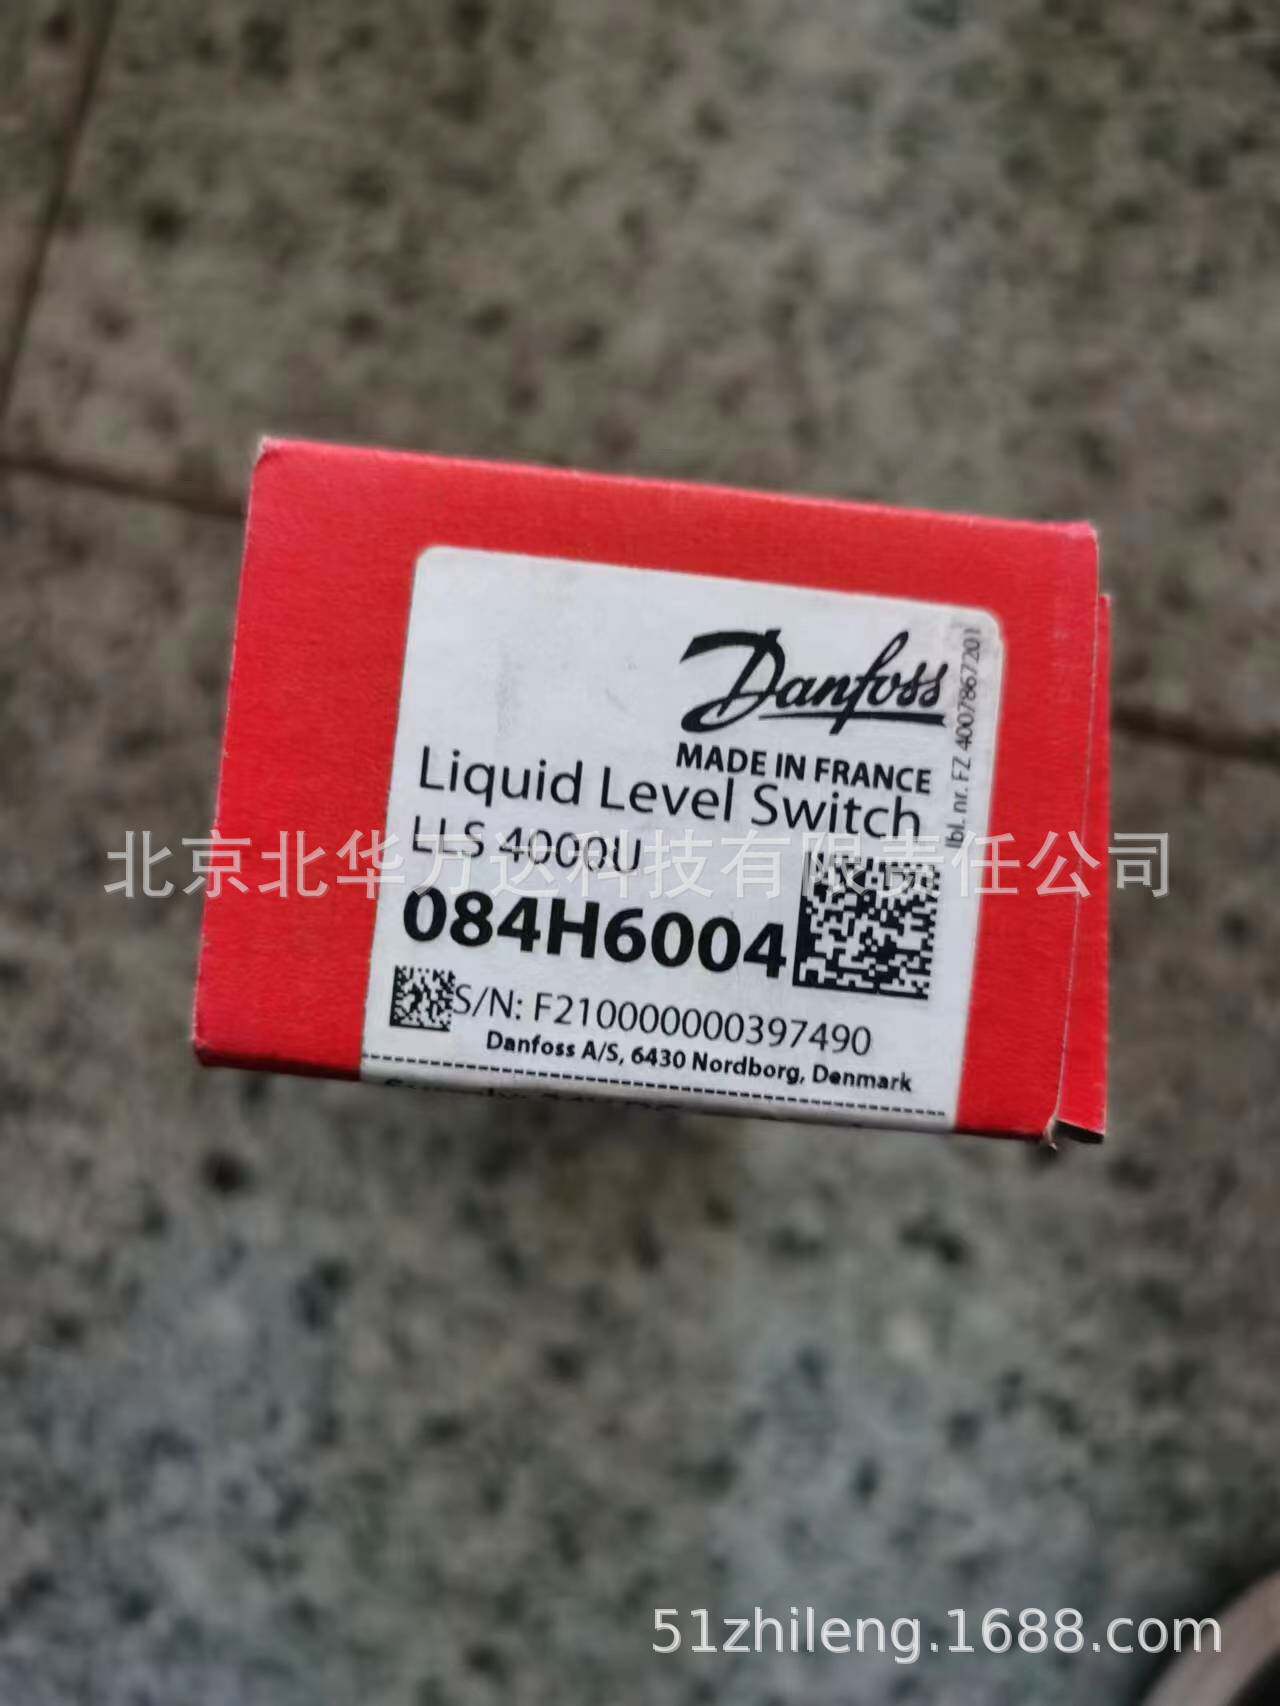 Danfoss
MADE IN FRANCE
Liquid Level Switch
LLS 4000U
084H6004
S/N: F210000000397490
Danfoss A/S, 6430 Nordborg, Denmark
lbl. nr. FZ 4007867201
北京北华万达科技有限责任公司
51zhileng.1688.com